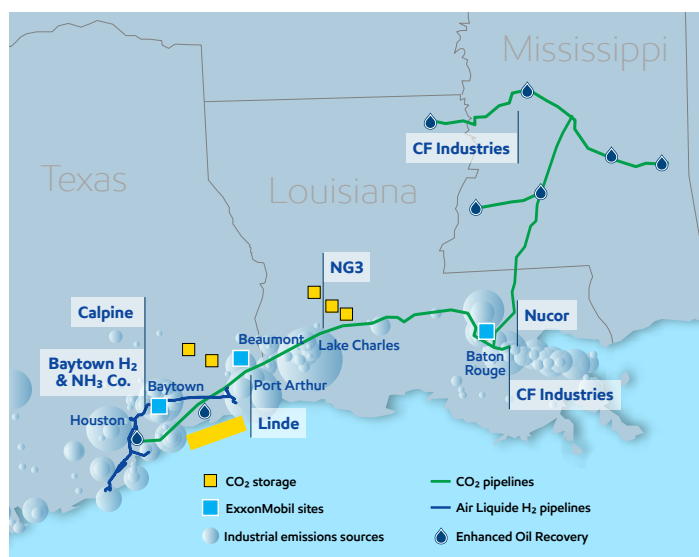 Mississippi
Texas
Louisiana
CF Industries
NG3
Calpine
Beaumont
Lake Charles
Nucor
Baytown H₂
& NH₃ Co.
Baytown
Port Arthur
Baton
Rouge
Houston
Linde
CF Industries
CO₂ storage
CO₂ pipelines
ExxonMobil sites
Air Liquide H₂ pipelines
Industrial emissions sources
Enhanced Oil Recovery